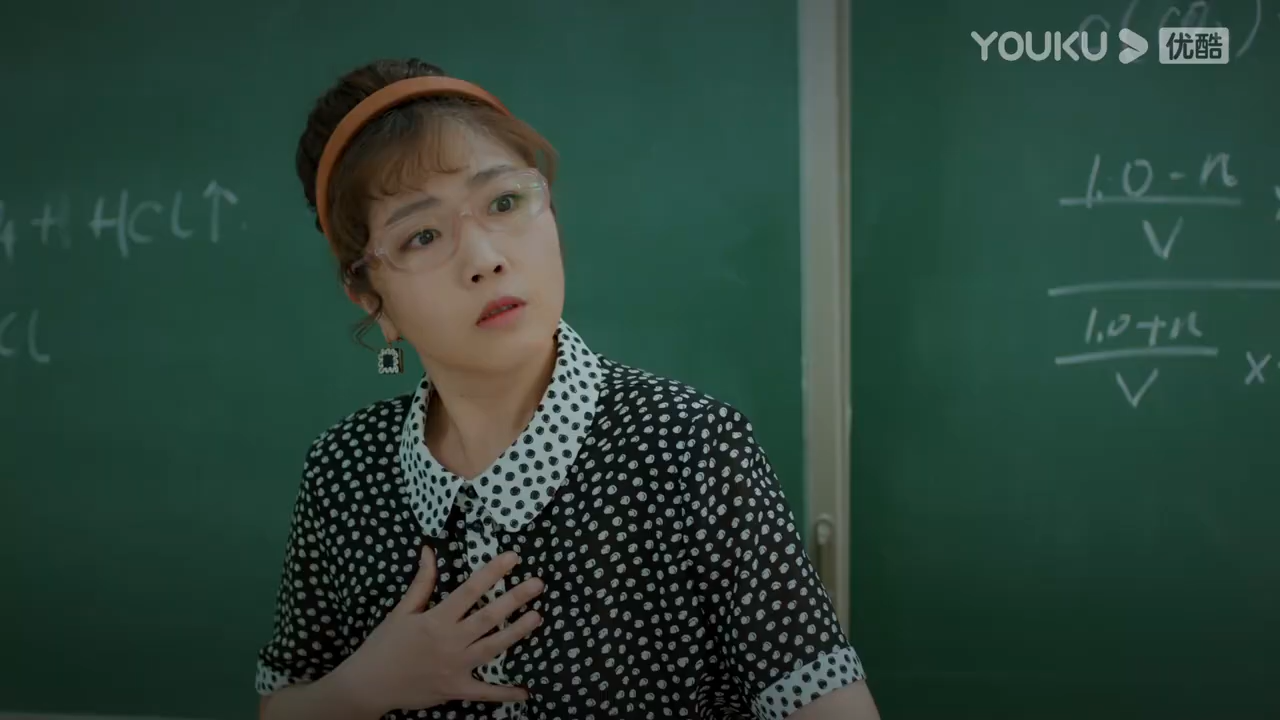 YOUKU 优酷
+ HCl↑
Cl
1.0-n
V
1.0+n
V
×